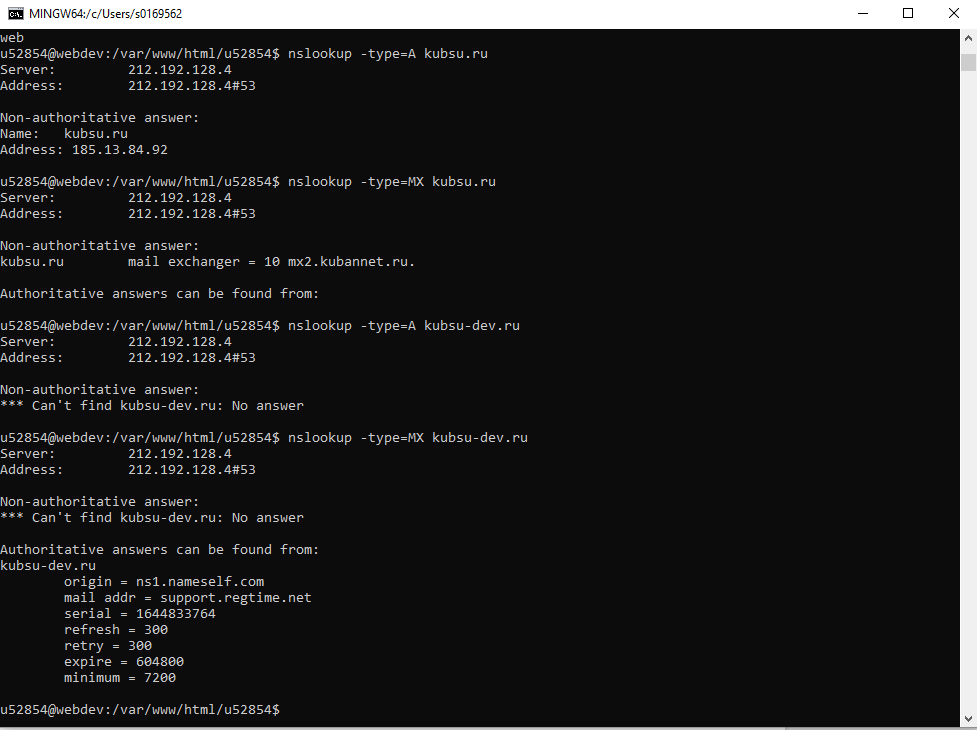 MINGW64:/c/Users/s0169562
web
u52854@webdev:/var/www/html/u52854$ nslookup -type=A kubsu.ru
Server:         212.192.128.4
Address:        212.192.128.4#53

Non-authoritative answer:
Name:   kubsu.ru
Address: 185.13.84.92

u52854@webdev:/var/www/html/u52854$ nslookup -type=MX kubsu.ru
Server:         212.192.128.4
Address:        212.192.128.4#53

Non-authoritative answer:
kubsu.ru        mail exchanger = 10 mx2.kubannet.ru.

Authoritative answers can be found from:

u52854@webdev:/var/www/html/u52854$ nslookup -type=A kubsu-dev.ru
Server:         212.192.128.4
Address:        212.192.128.4#53

Non-authoritative answer:
*** Can't find kubsu-dev.ru: No answer

u52854@webdev:/var/www/html/u52854$ nslookup -type=MX kubsu-dev.ru
Server:         212.192.128.4
Address:        212.192.128.4#53

Non-authoritative answer:
*** Can't find kubsu-dev.ru: No answer

Authoritative answers can be found from:
kubsu-dev.ru
        origin = ns1.nameself.com
        mail addr = support.regtime.net
        serial = 1644833764
        refresh = 300
        retry = 300
        expire = 604800
        minimum = 7200

u52854@webdev:/var/www/html/u52854$